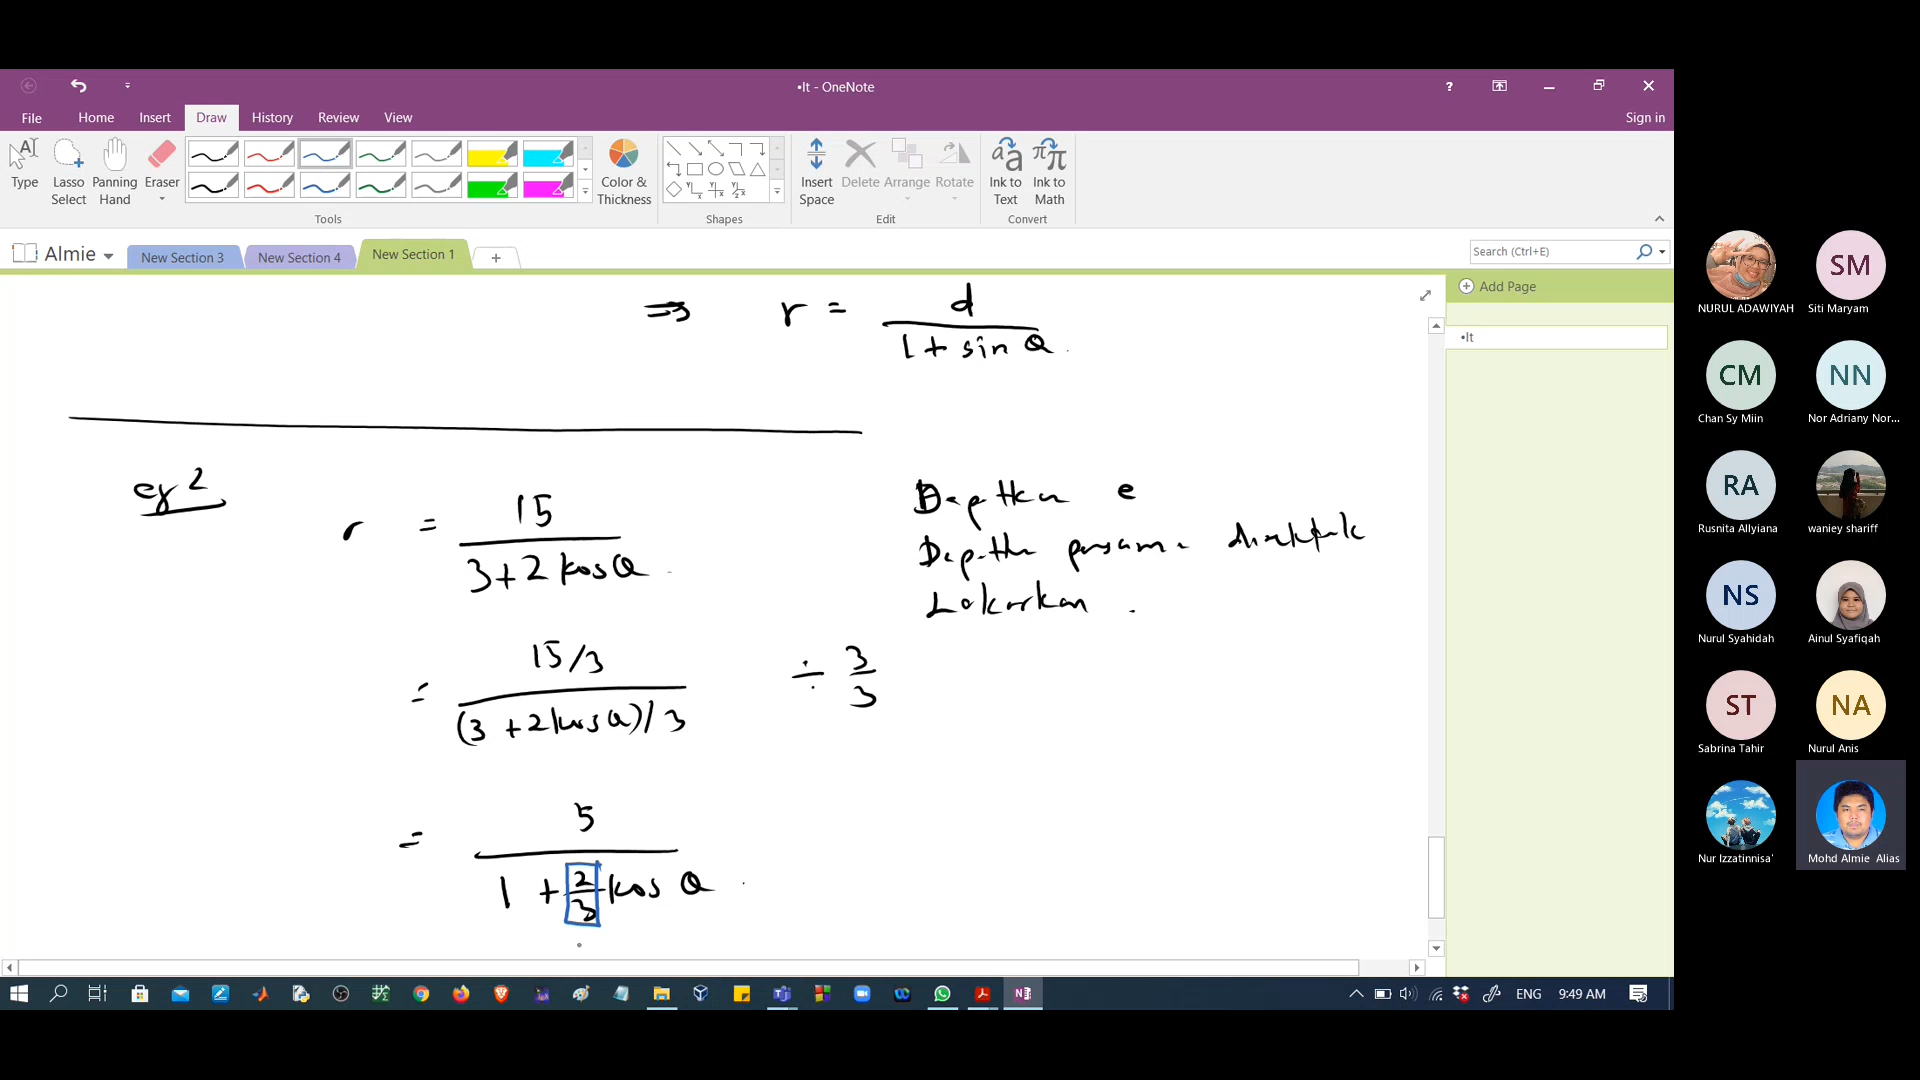 •It - OneNote
?
File Home Insert Draw History Review View Sign in
Type
Lasso Select
Panning Hand
Eraser
Color & Thickness
Insert Space
Delete Arrange Rotate
Ink to Text
Ink to Math
Tools Shapes Edit Convert
Almie New Section 3 New Section 4 New Section 1 +
Search (Ctrl+E)
Add Page
•It
⇒ r = d / (1 + sin θ)
eg 2
r = 15 / (3 + 2 kos θ)
Dapatkan e
Lakarkan .
= (15/3) / ((3 + 2 kos θ)/3) ÷ 3/3
= 5 / (1 + 2/3 kos θ)
NURUL ADAWIYAH
SM
Siti Maryam
CM
Chan Sy Miin
NN
Nor Adriany Nor...
RA
Rusnita Allyiana
waniey shariff
NS
Nurul Syahidah
Ainul Syafiqah
ST
Sabrina Tahir
NA
Nurul Anis
Nur Izzatinnisa'
Mohd Almie Alias
ENG 9:49 AM